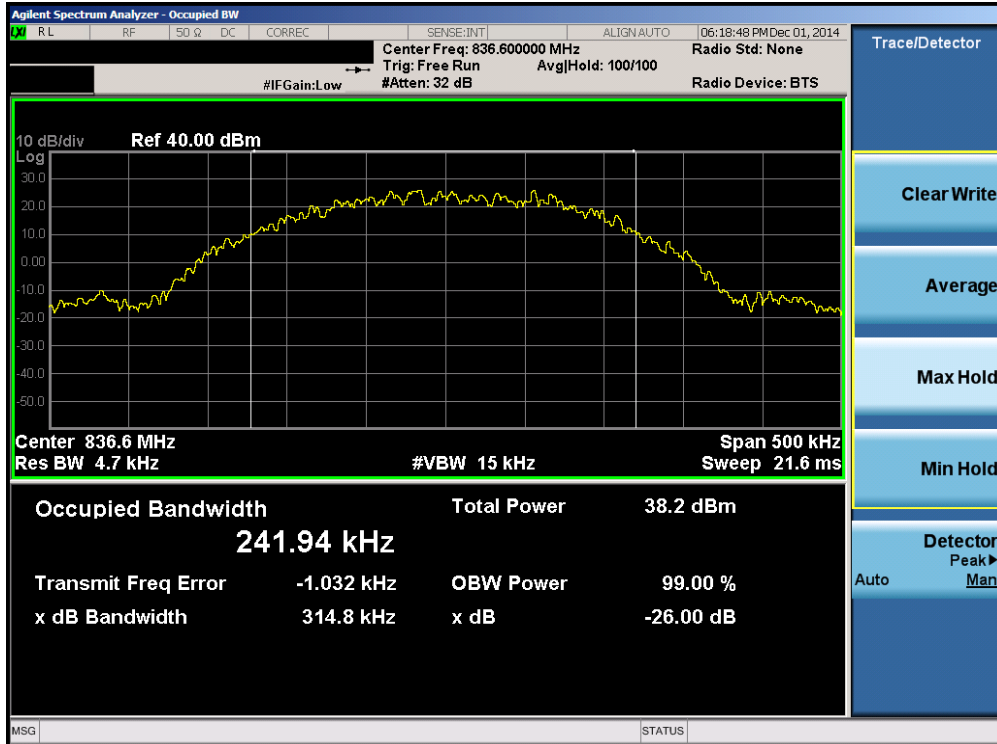 Agilent Spectrum Analyzer - Occupied BW
LXI RL RF 50 Ω DC CORREC SENSE:INT ALIGN AUTO 06:18:48 PM Dec 01, 2014
Center Freq: 836.600000 MHz Radio Std: None
Trig: Free Run Avg|Hold: 100/100
#IFGain:Low #Atten: 32 dB Radio Device: BTS
10 dB/div Ref 40.00 dBm
Log
30.0
20.0
10.0
0.00
-10.0
-20.0
-30.0
-40.0
-50.0
Center 836.6 MHz Span 500 kHz
Res BW 4.7 kHz #VBW 15 kHz Sweep 21.6 ms
Occupied Bandwidth Total Power 38.2 dBm
241.94 kHz
Transmit Freq Error -1.032 kHz OBW Power 99.00 %
x dB Bandwidth 314.8 kHz x dB -26.00 dB
MSG STATUS
Trace/Detector
Clear Write
Average
Max Hold
Min Hold
Detector
Peak▶
Auto Man